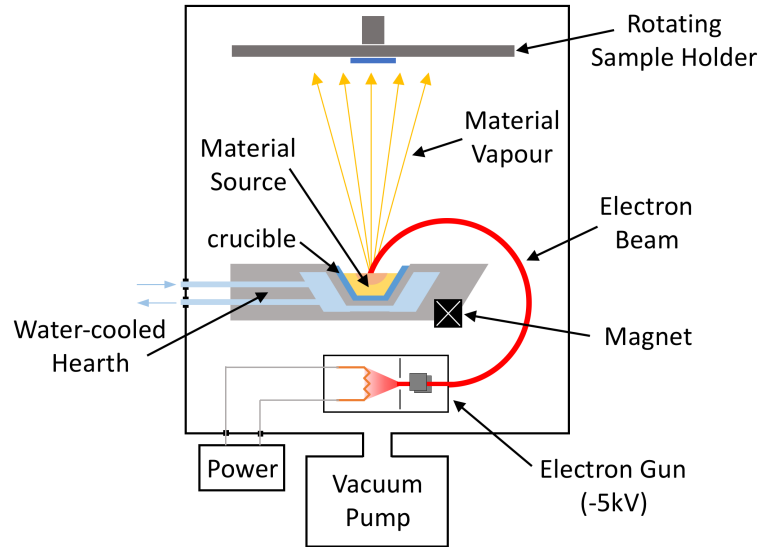 Rotating
Sample Holder
Material
Vapour
Material
Source
Electron
Beam
crucible
Water-cooled
Hearth
Magnet
Power
Vacuum
Pump
Electron Gun
(-5kV)